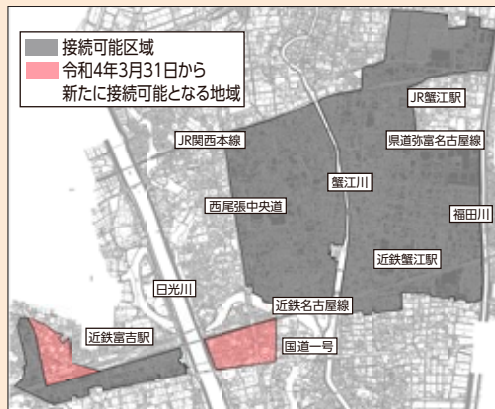 接続可能区域
令和4年3月31日から
新たに接続可能となる地域
JR蟹江駅
JR関西本線
県道弥富名古屋線
蟹江川
西尾張中央道
福田川
近鉄蟹江駅
日光川
近鉄名古屋線
近鉄富吉駅
国道一号